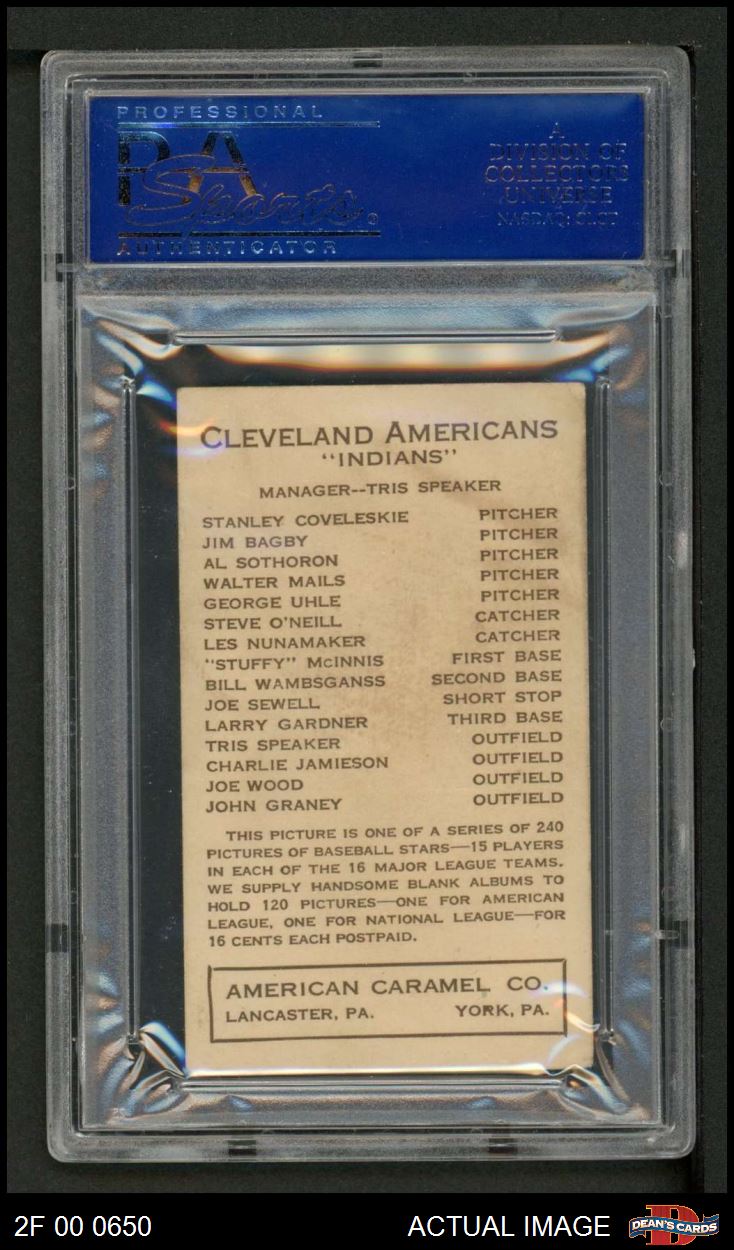 PROFESSIONAL
PSA
Sports
AUTHENTICATOR
A
DIVISION OF
COLLECTORS
UNIVERSE
NASDAQ: CLCT
CLEVELAND AMERICANS
"INDIANS"
MANAGER--TRIS SPEAKER
STANLEY COVELESKIE PITCHER
JIM BAGBY PITCHER
AL SOTHORON PITCHER
WALTER MAILS PITCHER
GEORGE UHLE PITCHER
STEVE O'NEILL CATCHER
LES NUNAMAKER CATCHER
"STUFFY" McINNIS FIRST BASE
BILL WAMBSGANSS SECOND BASE
JOE SEWELL SHORT STOP
LARRY GARDNER THIRD BASE
TRIS SPEAKER OUTFIELD
CHARLIE JAMIESON OUTFIELD
JOE WOOD OUTFIELD
JOHN GRANEY OUTFIELD
THIS PICTURE IS ONE OF A SERIES OF 240
PICTURES OF BASEBALL STARS—15 PLAYERS
IN EACH OF THE 16 MAJOR LEAGUE TEAMS.
WE SUPPLY HANDSOME BLANK ALBUMS TO
HOLD 120 PICTURES—ONE FOR AMERICAN
LEAGUE, ONE FOR NATIONAL LEAGUE—FOR
16 CENTS EACH POSTPAID.
AMERICAN CARAMEL CO.
LANCASTER, PA. YORK, PA.
2F 00 0650 ACTUAL IMAGE
D
DEAN'S CARDS